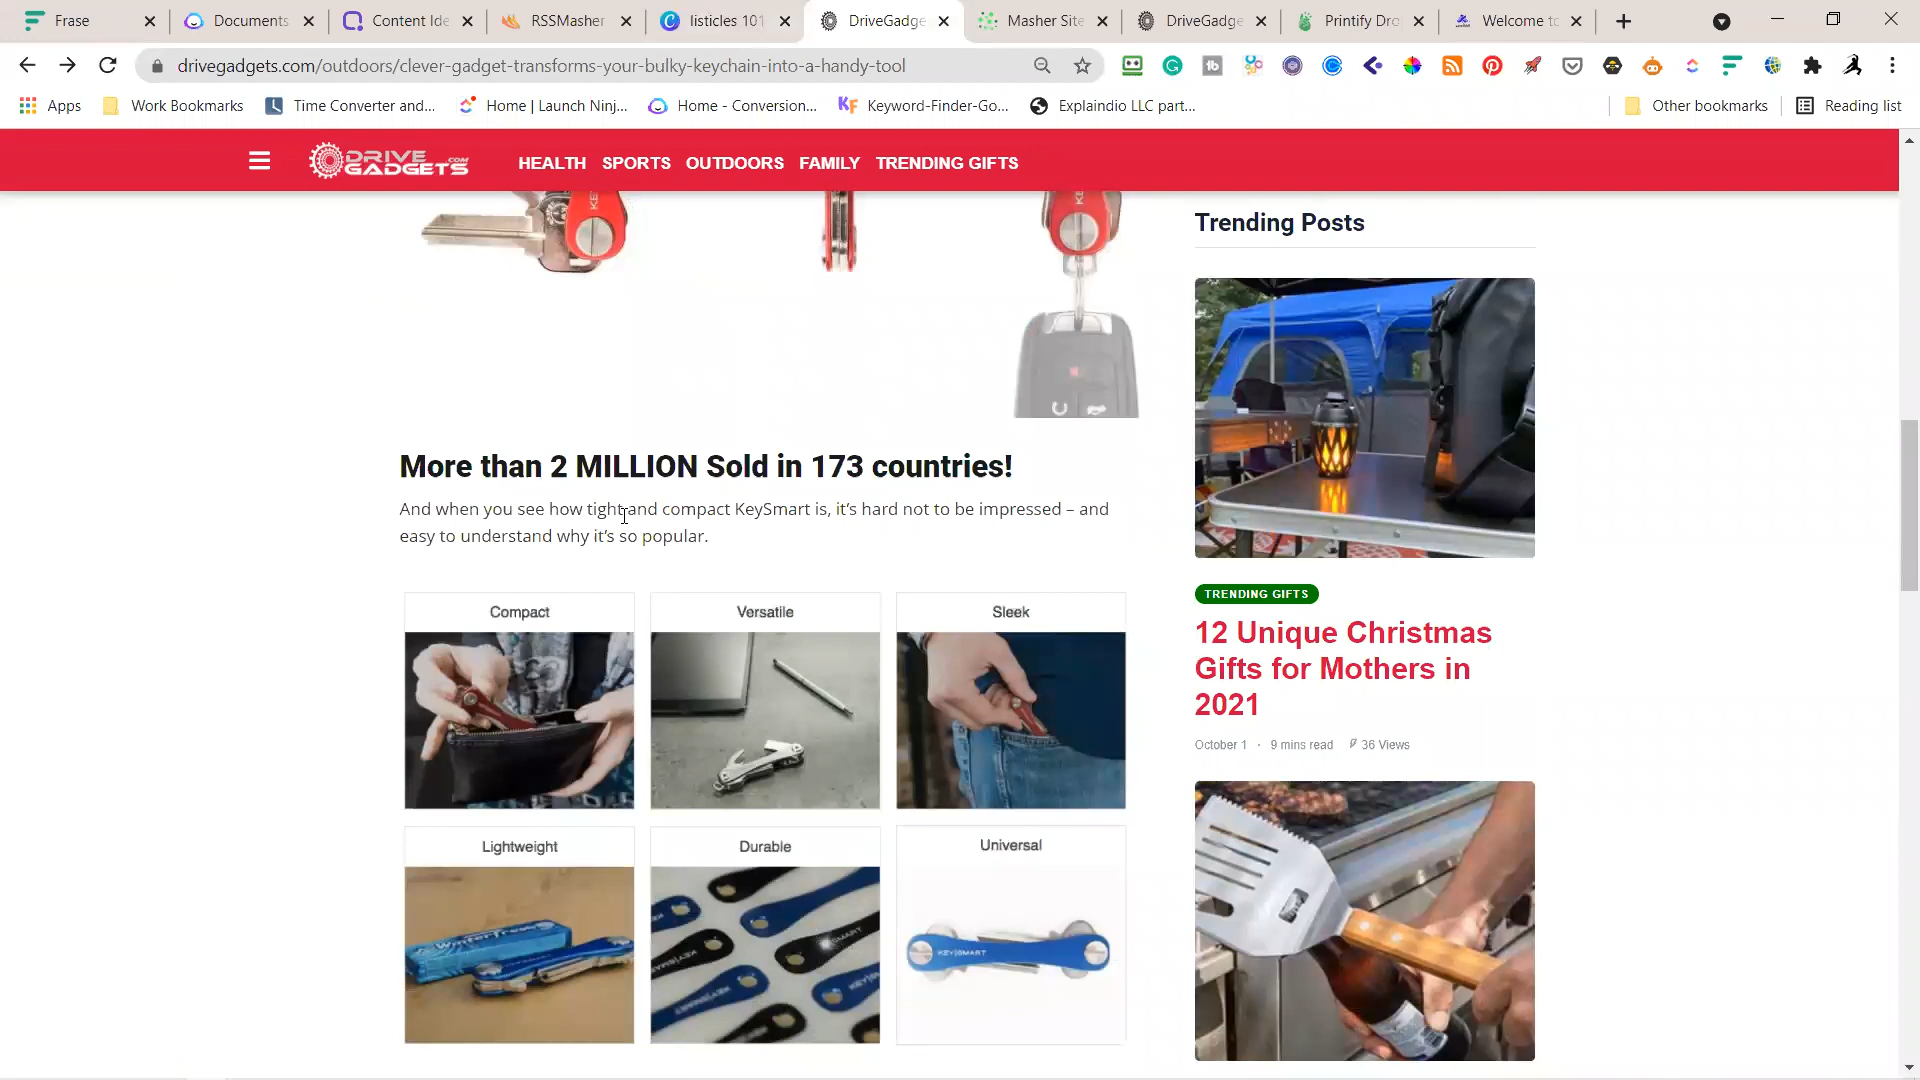 Frase
Documents
Content Ide
RSSMasher
listicles 101
DriveGadge
Masher Site
DriveGadge
Printify Dro
Welcome to
drivegadgets.com/outdoors/clever-gadget-transforms-your-bulky-keychain-into-a-handy-tool
Apps
Work Bookmarks
Time Converter and...
Home | Launch Ninj...
Home - Conversion...
Keyword-Finder-Go...
Explaindio LLC part...
Other bookmarks
Reading list
DRIVE GADGETS .COM
HEALTH SPORTS OUTDOORS FAMILY TRENDING GIFTS
Trending Posts
More than 2 MILLION Sold in 173 countries!
And when you see how tight and compact KeySmart is, it's hard not to be impressed – and
easy to understand why it's so popular.
Compact
Versatile
Sleek
TRENDING GIFTS
12 Unique Christmas
Gifts for Mothers in
2021
October 1 · 9 mins read 36 Views
Lightweight
Durable
Universal
KEY|SMART